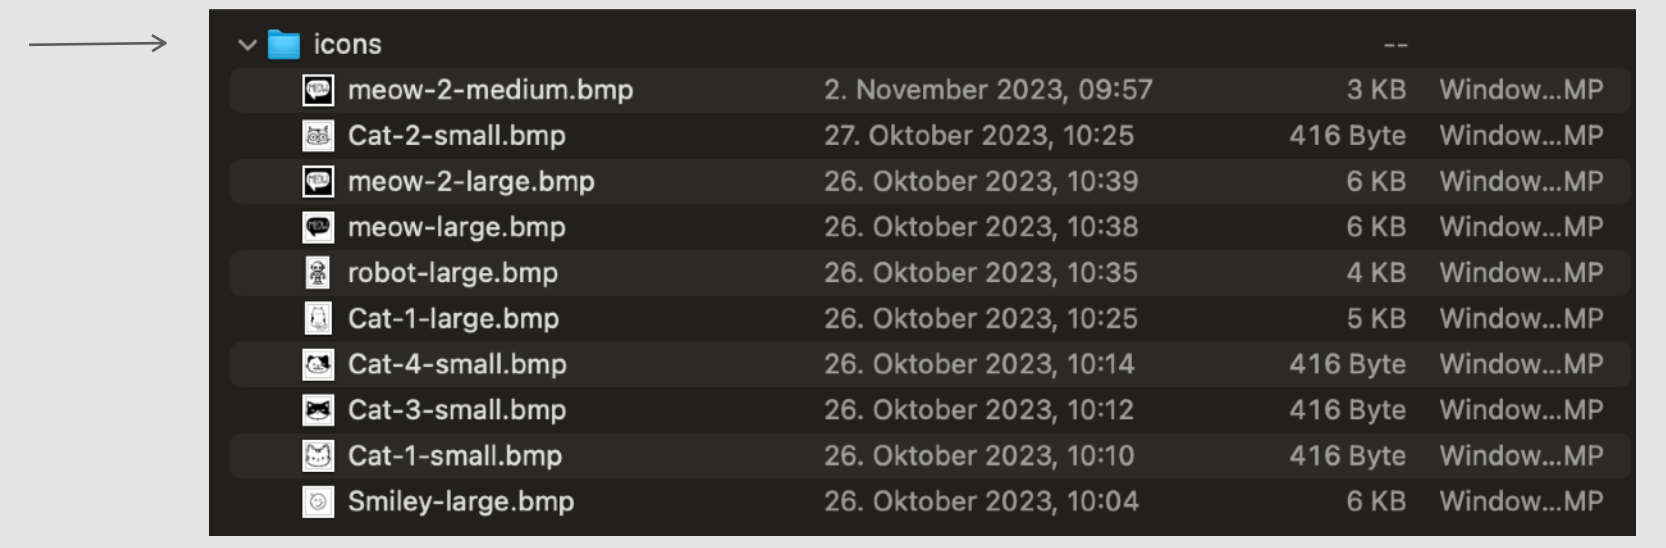 icons --
meow-2-medium.bmp 2. November 2023, 09:57 3 KB Window...MP
Cat-2-small.bmp 27. Oktober 2023, 10:25 416 Byte Window...MP
meow-2-large.bmp 26. Oktober 2023, 10:39 6 KB Window...MP
meow-large.bmp 26. Oktober 2023, 10:38 6 KB Window...MP
robot-large.bmp 26. Oktober 2023, 10:35 4 KB Window...MP
Cat-1-large.bmp 26. Oktober 2023, 10:25 5 KB Window...MP
Cat-4-small.bmp 26. Oktober 2023, 10:14 416 Byte Window...MP
Cat-3-small.bmp 26. Oktober 2023, 10:12 416 Byte Window...MP
Cat-1-small.bmp 26. Oktober 2023, 10:10 416 Byte Window...MP
Smiley-large.bmp 26. Oktober 2023, 10:04 6 KB Window...MP